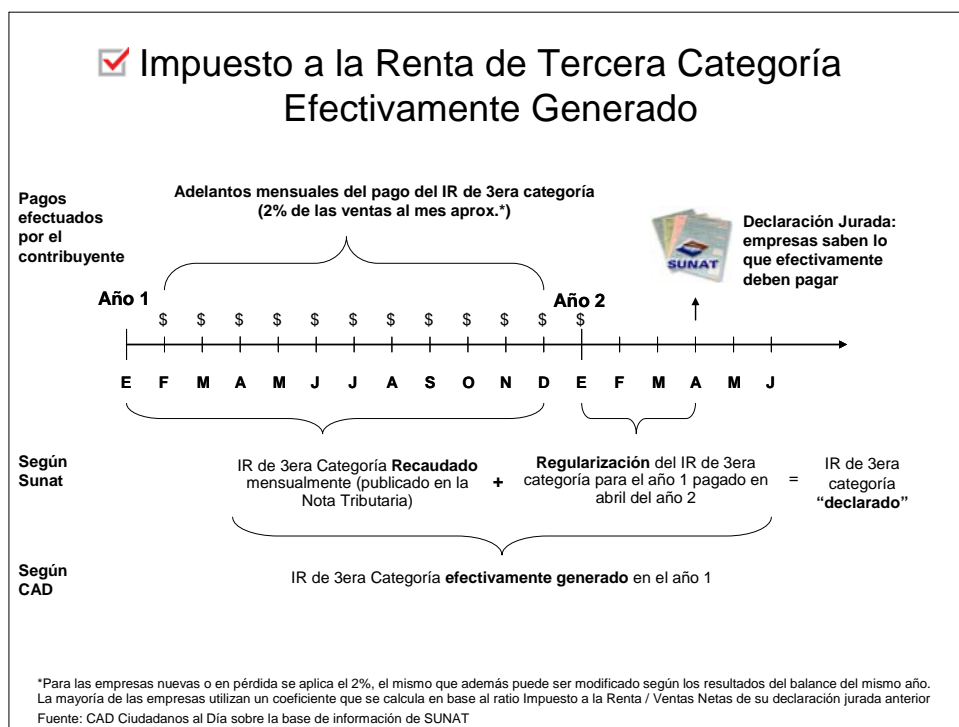 Impuesto a la Renta de Tercera Categoría
Efectivamente Generado
Pagos
efectuados
por el
contribuyente
Adelantos mensuales del pago del IR de 3era categoría
(2% de las ventas al mes aprox.*)
SUNAT
Declaración Jurada:
empresas saben lo
que efectivamente
deben pagar
Año 1
Año 2
$ $ $ $ $ $ $ $ $ $ $ $
E F M A M J J A S O N D E F M A M J
Según
Sunat
IR de 3era Categoría Recaudado
mensualmente (publicado en la
Nota Tributaria)
+
Regularización del IR de 3era
categoría para el año 1 pagado en
abril del año 2
=
IR de 3era
categoría
“declarado”
Según
CAD
IR de 3era Categoría efectivamente generado en el año 1
*Para las empresas nuevas o en pérdida se aplica el 2%, el mismo que además puede ser modificado según los resultados del balance del mismo año.
La mayoría de las empresas utilizan un coeficiente que se calcula en base al ratio Impuesto a la Renta / Ventas Netas de su declaración jurada anterior
Fuente: CAD Ciudadanos al Día sobre la base de información de SUNAT